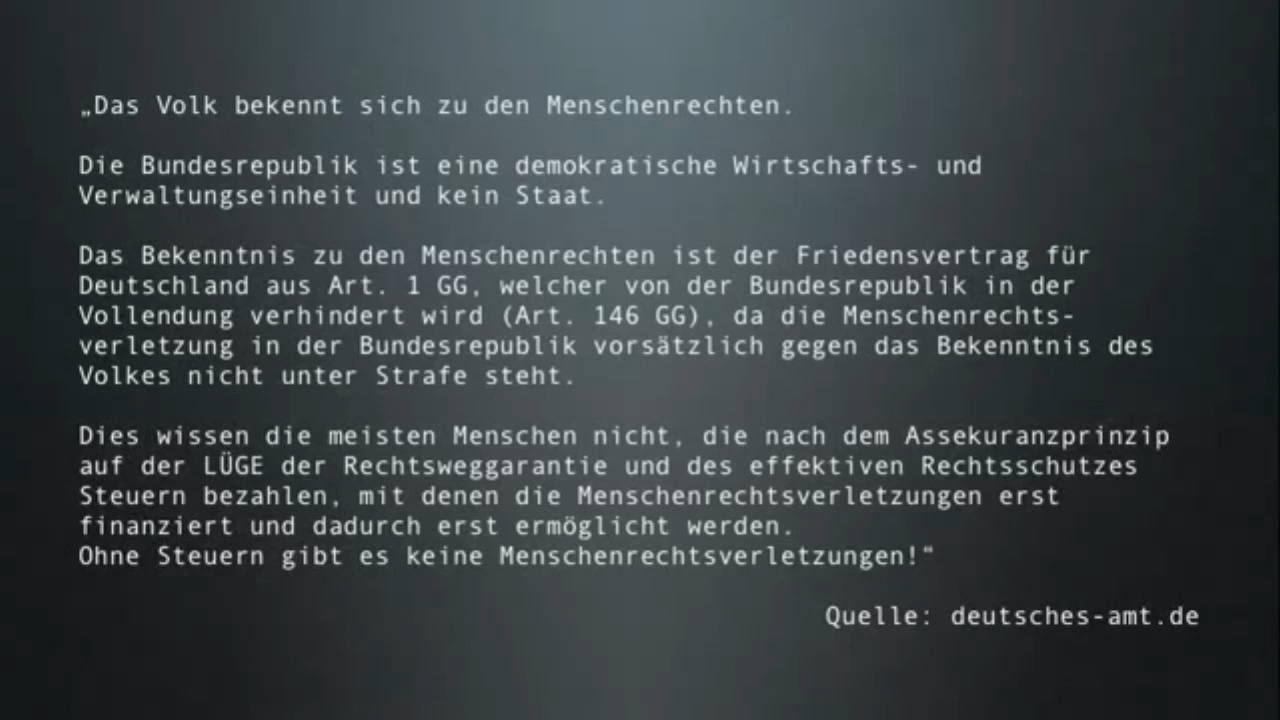 „Das Volk bekennt sich zu den Menschenrechten.
Die Bundesrepublik ist eine demokratische Wirtschafts- und
Verwaltungseinheit und kein Staat.
Das Bekenntnis zu den Menschenrechten ist der Friedensvertrag für
Deutschland aus Art. 1 GG, welcher von der Bundesrepublik in der
Vollendung verhindert wird (Art. 146 GG), da die Menschenrechts-
verletzung in der Bundesrepublik vorsätzlich gegen das Bekenntnis des
Volkes nicht unter Strafe steht.
Dies wissen die meisten Menschen nicht, die nach dem Assekuranzprinzip
auf der LÜGE der Rechtsweggarantie und des effektiven Rechtsschutzes
Steuern bezahlen, mit denen die Menschenrechtsverletzungen erst
finanziert und dadurch erst ermöglicht werden.
Ohne Steuern gibt es keine Menschenrechtsverletzungen!“
Quelle: deutsches-amt.de